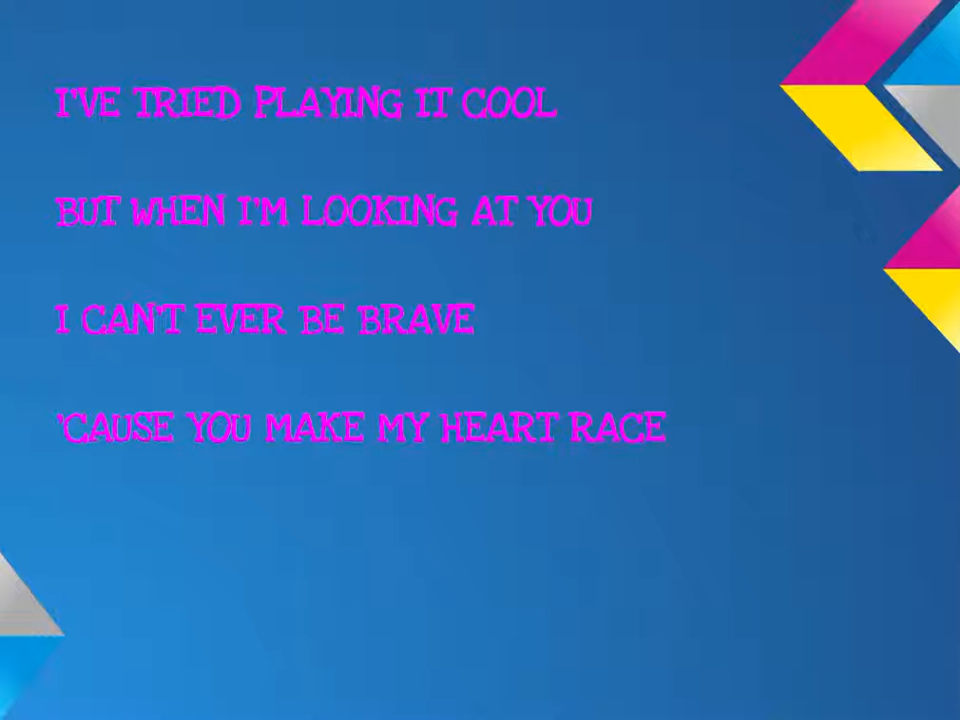 I'VE TRIED PLAYING IT COOL
BUT WHEN I'M LOOKING AT YOU
I CAN'T EVER BE BRAVE
'CAUSE YOU MAKE MY HEART RACE